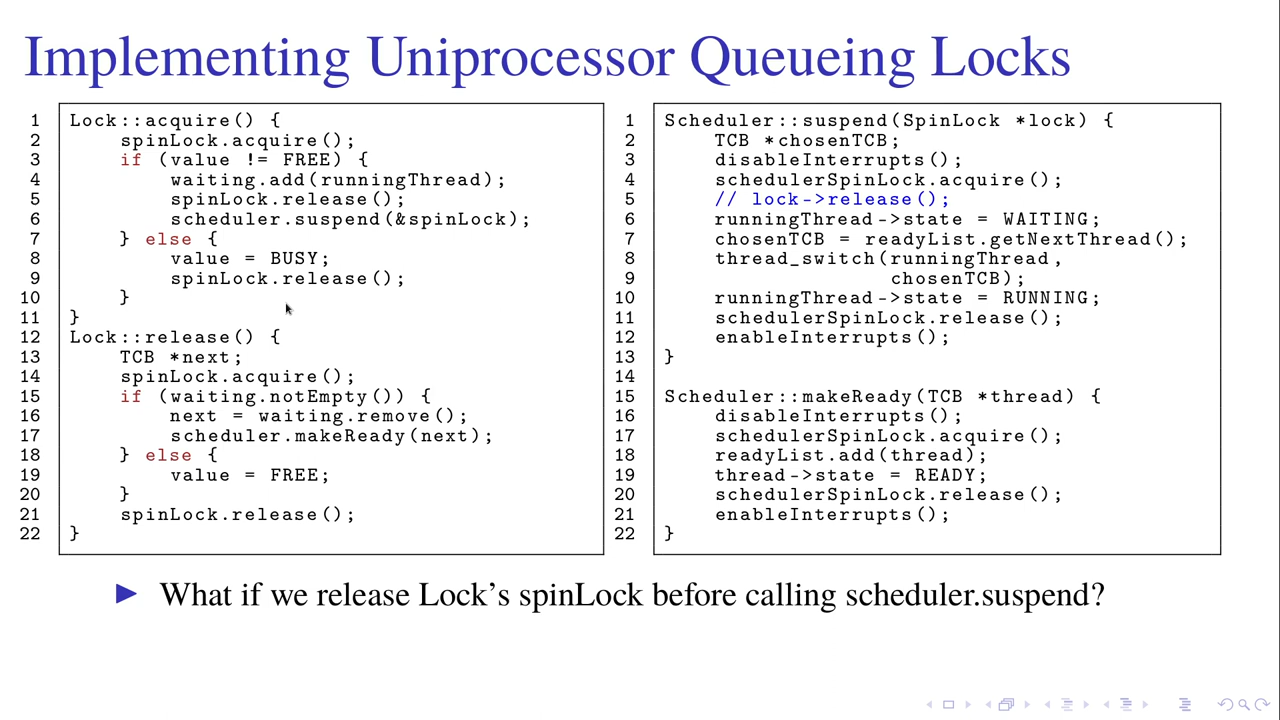 Implementing Uniprocessor Queueing Locks
1 Lock::acquire() {
2 spinLock.acquire();
3 if (value != FREE) {
4 waiting.add(runningThread);
5 spinLock.release();
6 scheduler.suspend(&spinLock);
7 } else {
8 value = BUSY;
9 spinLock.release();
10 }
11 }
12 Lock::release() {
13 TCB *next;
14 spinLock.acquire();
15 if (waiting.notEmpty()) {
16 next = waiting.remove();
17 scheduler.makeReady(next);
18 } else {
19 value = FREE;
20 }
21 spinLock.release();
22 }
1 Scheduler::suspend(SpinLock *lock) {
2 TCB *chosenTCB;
3 disableInterrupts();
4 schedulerSpinLock.acquire();
5 // lock->release();
6 runningThread->state = WAITING;
7 chosenTCB = readyList.getNextThread();
8 thread_switch(runningThread,
9 chosenTCB);
10 runningThread->state = RUNNING;
11 schedulerSpinLock.release();
12 enableInterrupts();
13 }
14
15 Scheduler::makeReady(TCB *thread) {
16 disableInterrupts();
17 schedulerSpinLock.acquire();
18 readyList.add(thread);
19 thread->state = READY;
20 schedulerSpinLock.release();
21 enableInterrupts();
22 }
What if we release Lock's spinLock before calling scheduler.suspend?